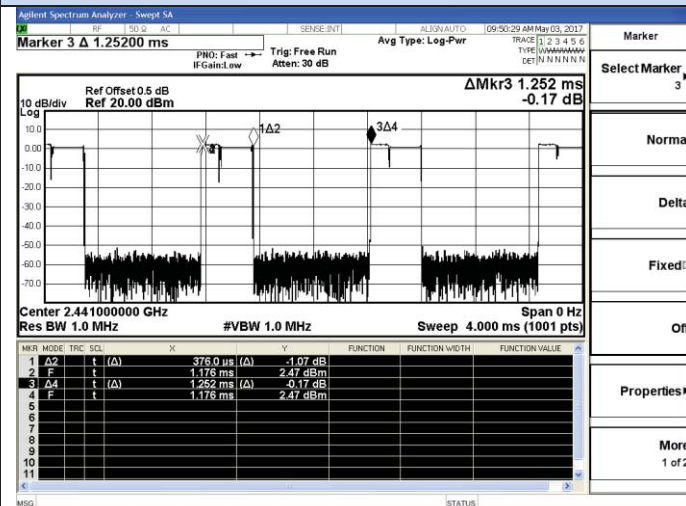 Agilent Spectrum Analyzer - Swept SA
RF 50 Ω AC SENSE:INT ALIGN AUTO 09:50:29 AM May 03, 2017
Marker 3 Δ 1.25200 ms
PNO: Fast
IFGain:Low
Trig: Free Run
Atten: 30 dB
Avg Type: Log-Pwr
TRACE 1 2 3 4 5 6
TYPE
DET N N N N N N
Ref Offset 0.5 dB
10 dB/div Ref 20.00 dBm
Log
ΔMkr3 1.252 ms
-0.17 dB
10.0
0.00
-10.0
-20.0
-30.0
-40.0
-50.0
-60.0
-70.0
1Δ2
3Δ4
Center 2.441000000 GHz Span 0 Hz
Res BW 1.0 MHz #VBW 1.0 MHz Sweep 4.000 ms (1001 pts)
MKR MODE TRC SCL X Y FUNCTION FUNCTION WIDTH FUNCTION VALUE
1 Δ2 t (Δ) 376.0 µs (Δ) -1.07 dB
2 F t 1.176 ms 2.47 dBm
3 Δ4 t (Δ) 1.252 ms (Δ) -0.17 dB
4 F t 1.176 ms 2.47 dBm
5
6
7
8
9
10
11
MSG STATUS
Marker
Select Marker
3
Norma
Delta
Fixed
Off
Properties
More
1 of 2